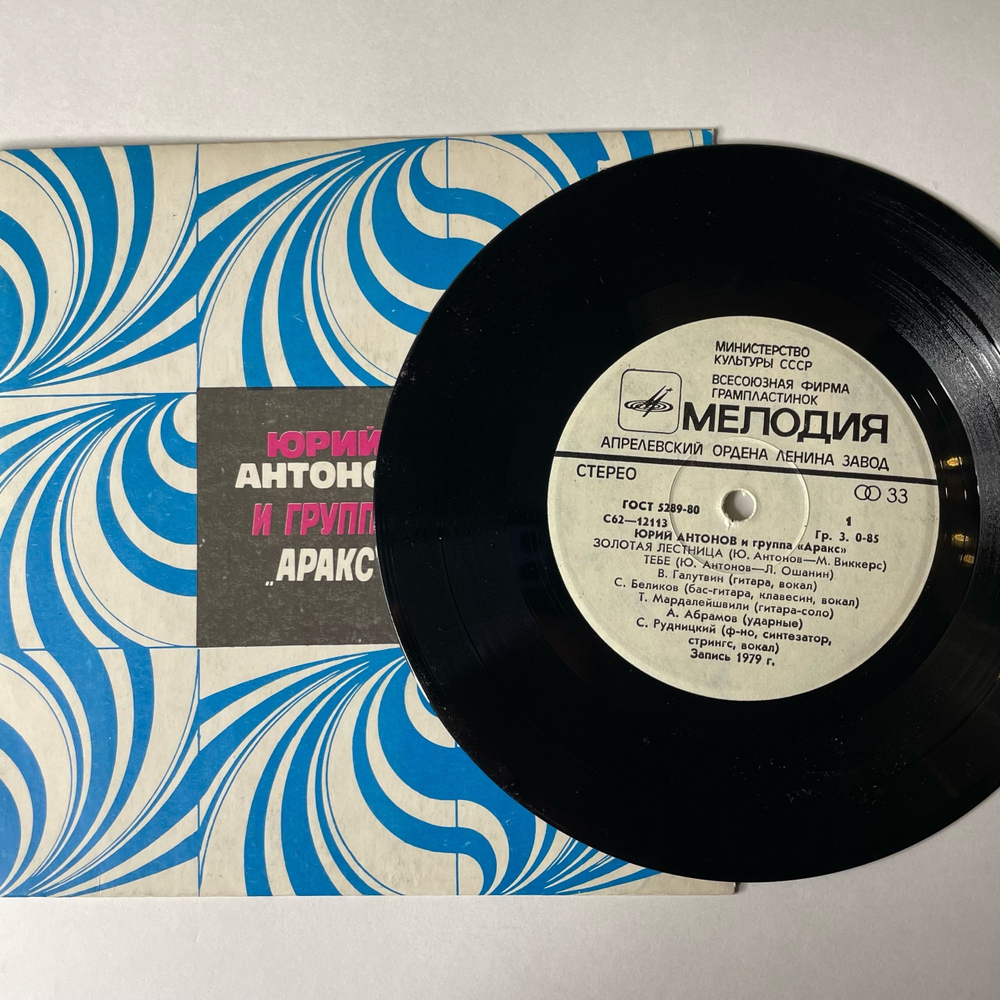 ЮРИЙ
АНТОНО
И ГРУПП
„АРАКС"
МИНИСТЕРСТВО
КУЛЬТУРЫ СССР
ВСЕСОЮЗНАЯ ФИРМА
ГРАМПЛАСТИНОК
МЕЛОДИЯ
АПРЕЛЕВСКИЙ ОРДЕНА ЛЕНИНА ЗАВОД
СТЕРЕО
33
ГОСТ 5289-80
С62—12113
1
Гр. 3. 0-85
ЮРИЙ АНТОНОВ и группа «Аракс»
ЗОЛОТАЯ ЛЕСТНИЦА (Ю. Антонов—М. Виккерс)
ТЕБЕ (Ю. Антонов—Л. Ошанин)
В. Галутвин (гитара, вокал)
С. Беликов (бас-гитара, клавесин, вокал)
Т. Мардалейшвили (гитара-соло)
А. Абрамов (ударные)
С. Рудницкий (ф-но, синтезатор,
стрингс, вокал)
Запись 1979 г.